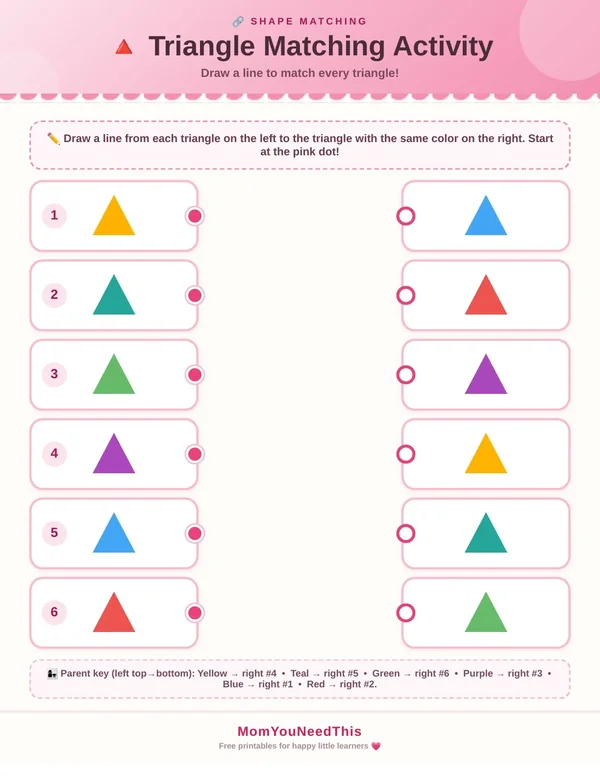 🔗 SHAPE MATCHING
🔺 Triangle Matching Activity
Draw a line to match every triangle!
✏️ Draw a line from each triangle on the left to the triangle with the same color on the right. Start
at the pink dot!
1
2
3
4
5
6
👩‍👧 Parent key (left top→bottom): Yellow → right #4 • Teal → right #5 • Green → right #6 • Purple → right #3 •
Blue → right #1 • Red → right #2.
MomYouNeedThis
Free printables for happy little learners 💗